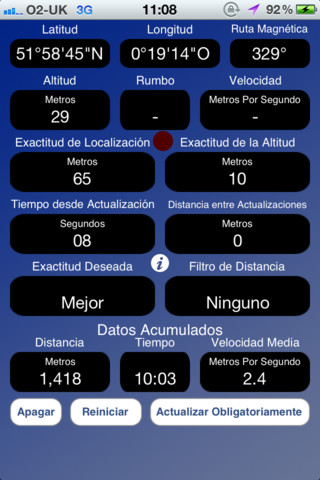 O2-UK 3G 11:08 92%
Latitud Longitud Ruta Magnética
51°58'45"N 0°19'14"O 329°
Altitud Rumbo Velocidad
Metros Metros Por Segundo
29 - -
Exactitud de Localización Exactitud de la Altitud
Metros Metros
65 10
Tiempo desde Actualización Distancia entre Actualizaciones
Segundos Metros
08 0
Exactitud Deseada i Filtro de Distancia
Mejor Ninguno
Datos Acumulados
Distancia Tiempo Velocidad Media
Metros Metros Por Segundo
1,418 10:03 2.4
Apagar Reiniciar Actualizar Obligatoriamente